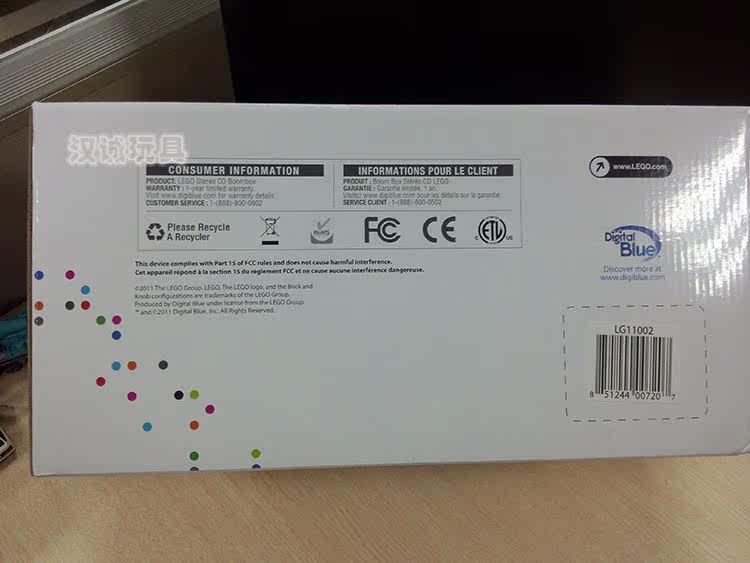 汉诚玩具
CONSUMER INFORMATION
PRODUCT: LEGO Stereo CD Boombox
WARRANTY : 1-year limited warranty.
Visit www.digiblue.com for warranty details.
CUSTOMER SERVICE : 1-(888)-800-0502
INFORMATIONS POUR LE CLIENT
PRODUIT : Boom Box Stéréo CD LEGO
GARANTIE : Garantie limitée, 1 an.
Visitez www.digiblue.com pour les détails sur la garantie.
SERVICE CLIENT : 1-(888)-800-0502
Please Recycle
A Recycler
RoHS
FC
CE
ETL
US
This device complies with Part 15 of FCC rules and does not cause harmful interference.
Cet appareil répond à la section 15 du réglement FCC et ne cause aucune interférence dangereuse.
©2011 The LEGO Group. LEGO, The LEGO logo, and the Brick and
Knob configurations are trademarks of the LEGO Group.
Produced by Digital Blue under license from the LEGO Group.
™ and ©2011 Digital Blue, Inc. All Rights Reserved.
www.LEGO.com
Digital
Blue
Discover more at
www.digiblue.com
LG11002
8 51244 00720 7